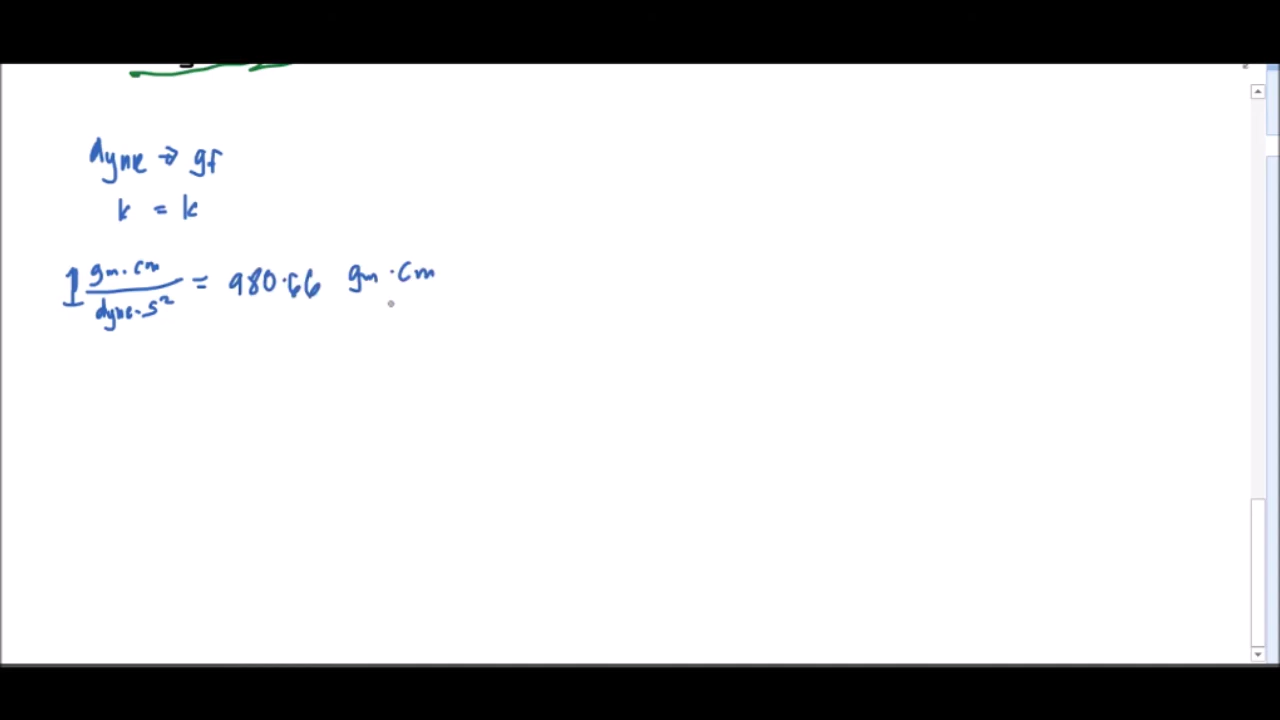 dyne → gf
k = k
1 gm·cm / dyne·s² = 980.66 gm·cm